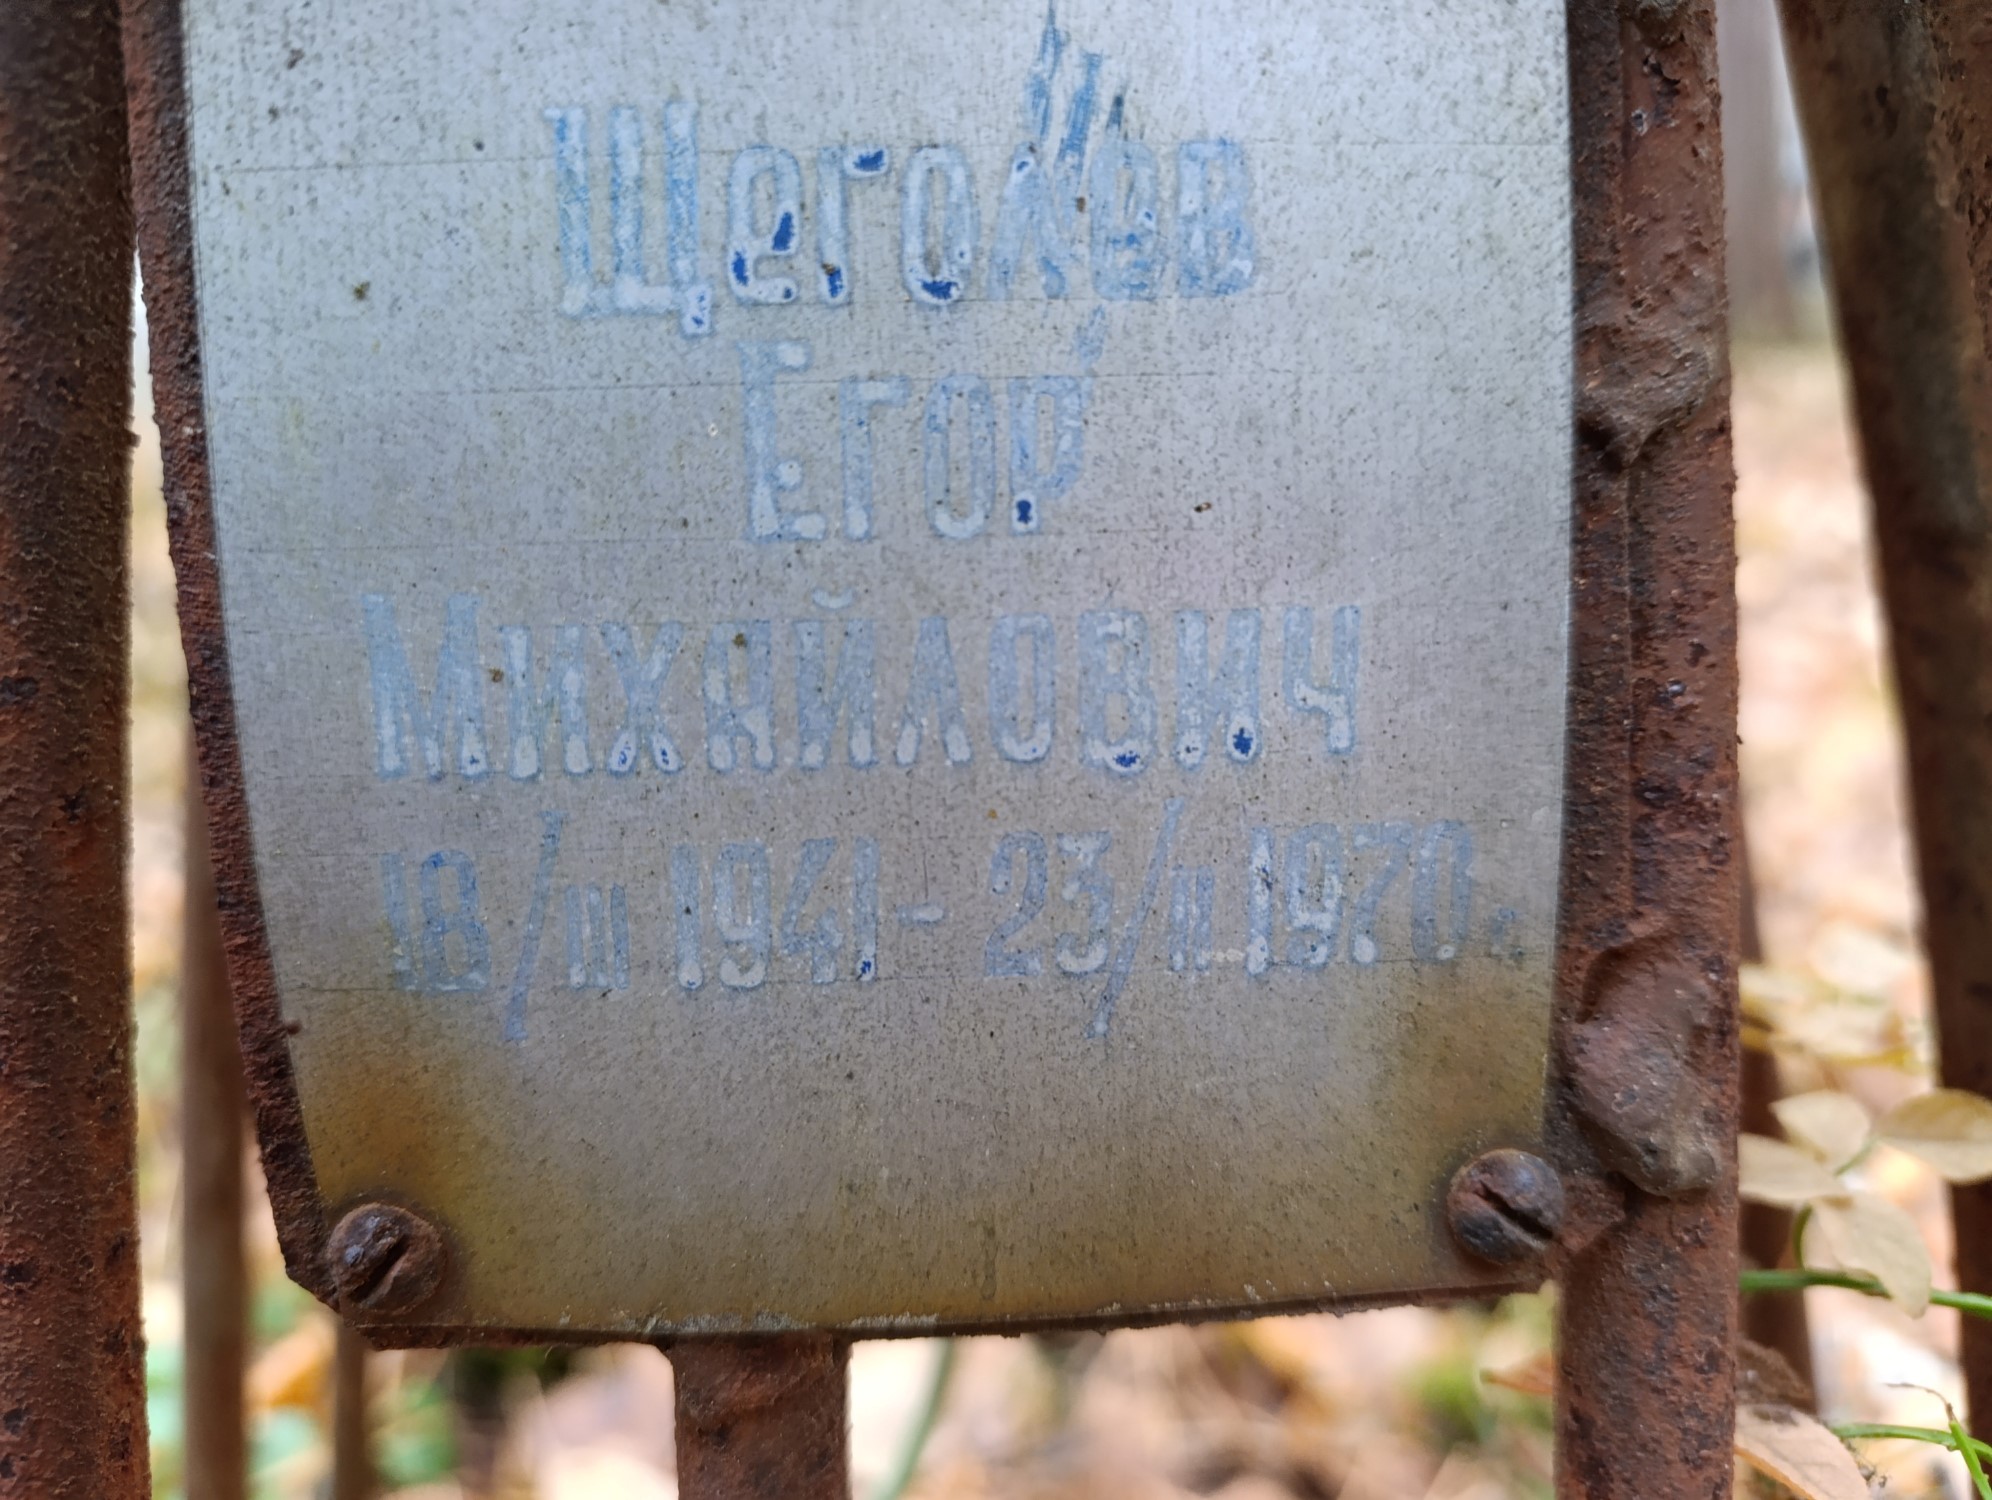 Щеголев
Егор
Михайлович
18/III 1941 - 23/II 1970 г.